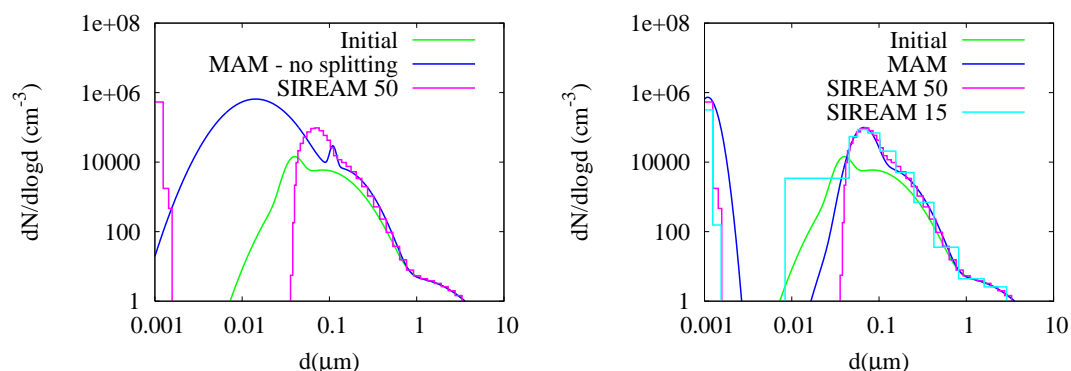 1e+08
1e+06
10000
100
1
0.001
0.01
0.1
1
10
dN/dlogd (cm-3)
d(μm)
Initial
MAM - no splitting
SIREAM 50
1e+08
1e+06
10000
100
1
0.001
0.01
0.1
1
10
dN/dlogd (cm-3)
d(μm)
Initial
MAM
SIREAM 50
SIREAM 15